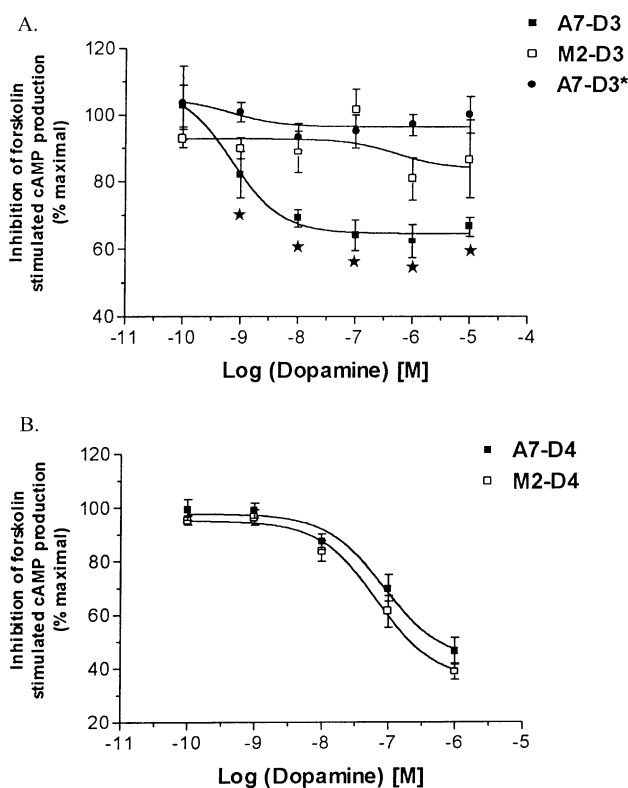 A.
A7-D3
M2-D3
A7-D3*
Inhibition of forskolin
stimulated cAMP production
(% maximal)
120
100
80
60
40
-11 -10 -9 -8 -7 -6 -5 -4
Log (Dopamine) [M]
B.
A7-D4
M2-D4
Inhibition of forskolin
stimulated cAMP production
(% maximal)
120
100
80
60
40
20
-11 -10 -9 -8 -7 -6 -5
Log (Dopamine) [M]